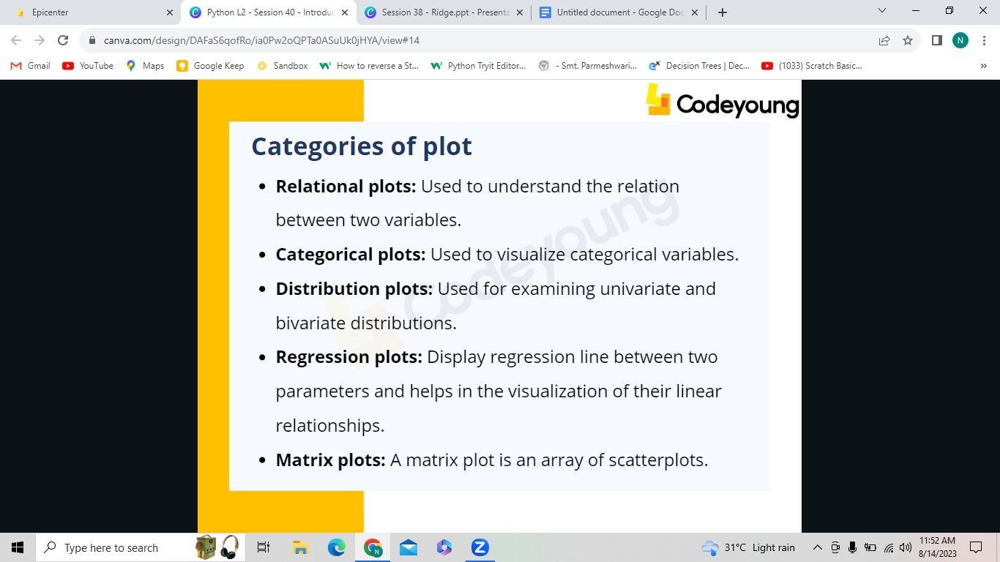 Epicenter
Python L2 - Session 40 - Introduc
Session 38 - Ridge.ppt - Presenta
Untitled document - Google Doc
canva.com/design/DAFaS6qofRo/ia0Pw2oQPTa0ASuUk0jHYA/view#14
N
Gmail
YouTube
Maps
Google Keep
Sandbox
How to reverse a St...
Python Tryit Editor...
- Smt. Parmeshwari...
Decision Trees | Dec...
(1033) Scratch Basic...
»
Codeyoung
Categories of plot
• Relational plots: Used to understand the relation
between two variables.
• Categorical plots: Used to visualize categorical variables.
• Distribution plots: Used for examining univariate and
bivariate distributions.
• Regression plots: Display regression line between two
parameters and helps in the visualization of their linear
relationships.
• Matrix plots: A matrix plot is an array of scatterplots.
Codeyoung
Type here to search
31°C Light rain
11:52 AM
8/14/2023